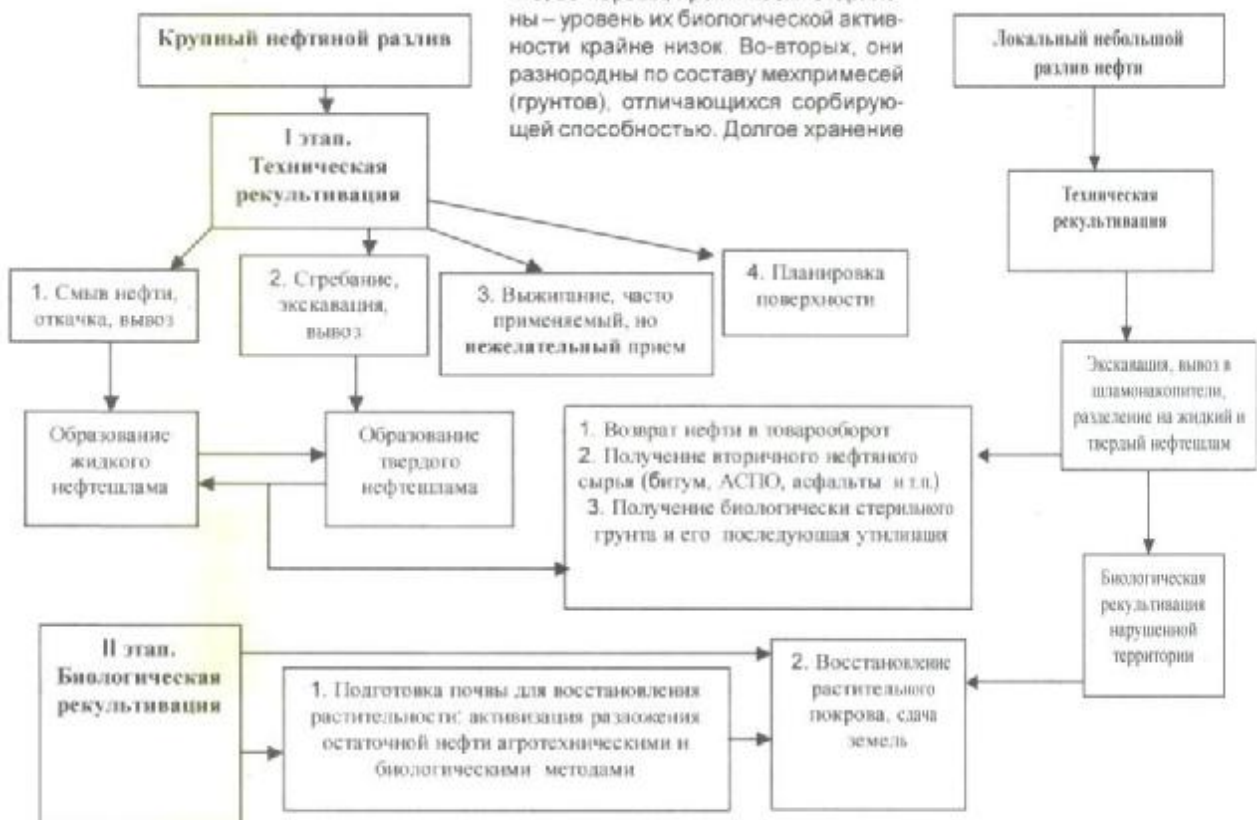 ны – уровень их биологической актив-
ности крайне низок. Во-вторых, они
разнородны по составу мехпримесей
(грунтов), отличающихся сорбирую-
щей способностью. Долгое хранение
Крупный нефтяной разлив
Локальный небольшой
разлив нефти
I этап.
Техническая
рекультивация
Техническая
рекультивация
1. Смыв нефти,
откачка, вывоз
2. Сгребание,
экскавация,
вывоз
3. Выжигание, часто
применяемый, но
нежелательный прием
4. Планировка
поверхности
Экскавация, вывоз в
шламонакопители,
разделение на жидкий и
твердый нефтешлам
Образование
жидкого
нефтешлама
Образование
твердого
нефтешлама
1. Возврат нефти в товарооборот
2. Получение вторичного нефтяного
сырья (битум, АСПО, асфальты и т.п.)
3. Получение биологически стерильного
грунта и его последующая утилизация
Биологическая
рекультивация
нарушенной
территории
II этап.
Биологическая
рекультивация
1. Подготовка почвы для восстановления
растительности: активизация разложения
остаточной нефти агротехническими и
биологическими методами
2. Восстановление
растительного
покрова, сдача
земель